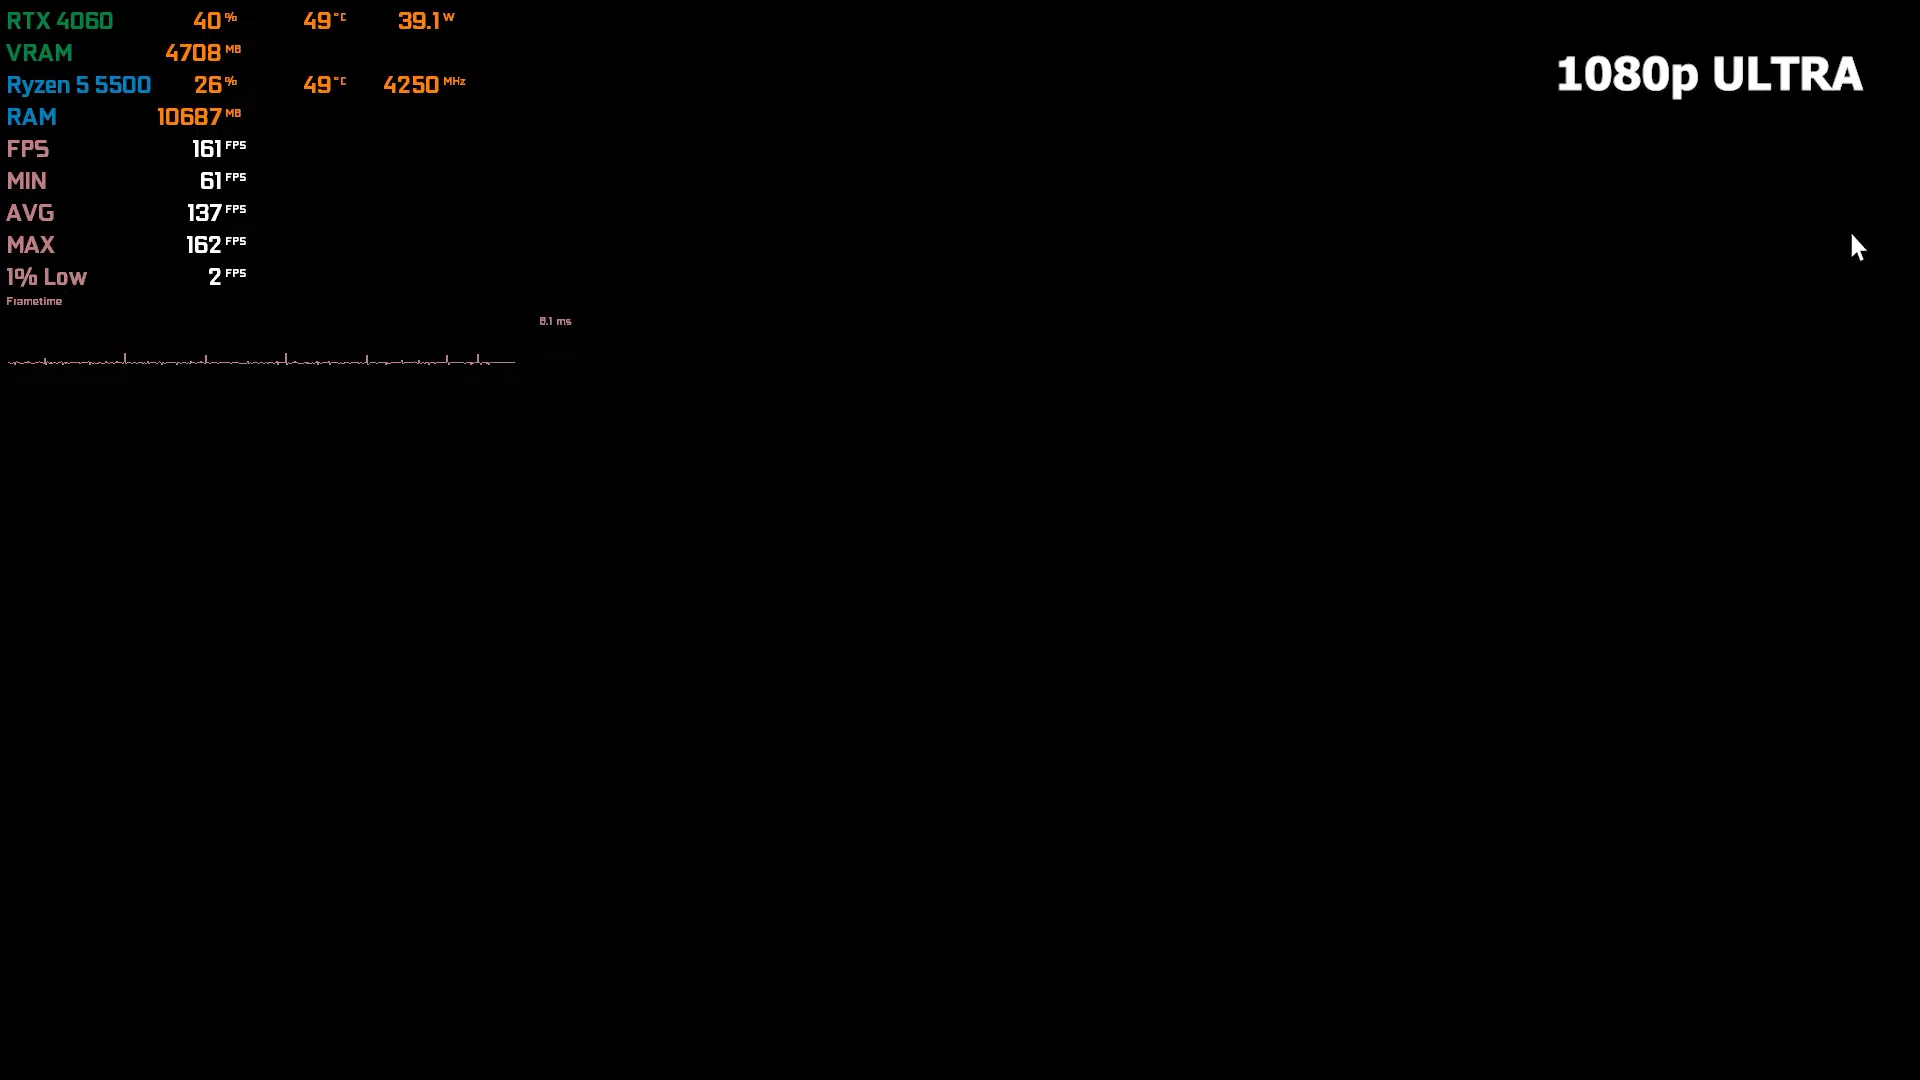 RTX 4060 40 % 49 °C 39.1 W
1080p ULTRA
VRAM 4708 MB
Ryzen 5 5500 26 % 49 °C 4250 MHz
RAM 10687 MB
FPS 161 FPS
MIN 61 FPS
AVG 137 FPS
MAX 162 FPS
1% Low 2 FPS
Frametime
6.1 ms